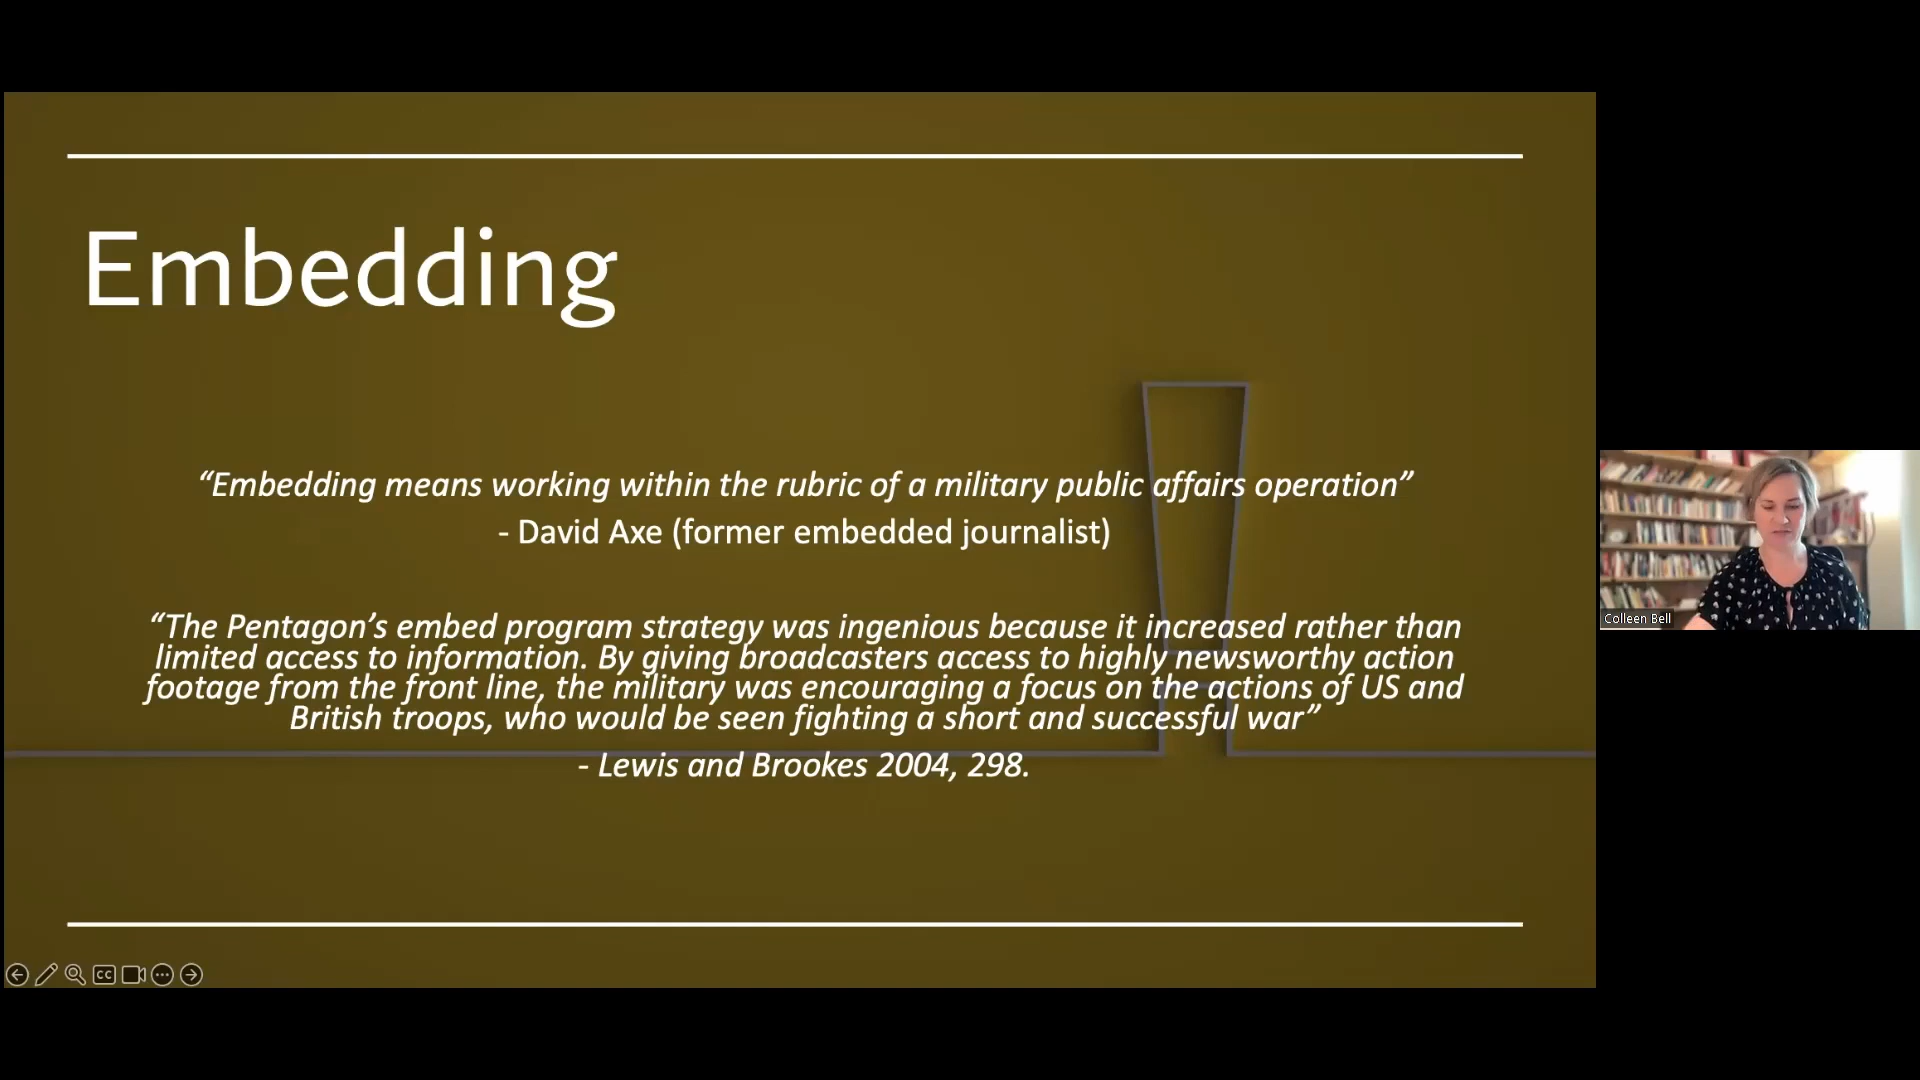 Embedding
“Embedding means working within the rubric of a military public affairs operation”
- David Axe (former embedded journalist)
“The Pentagon’s embed program strategy was ingenious because it increased rather than
limited access to information. By giving broadcasters access to highly newsworthy action
footage from the front line, the military was encouraging a focus on the actions of US and
British troops, who would be seen fighting a short and successful war”
- Lewis and Brookes 2004, 298.
Colleen Bell
CC